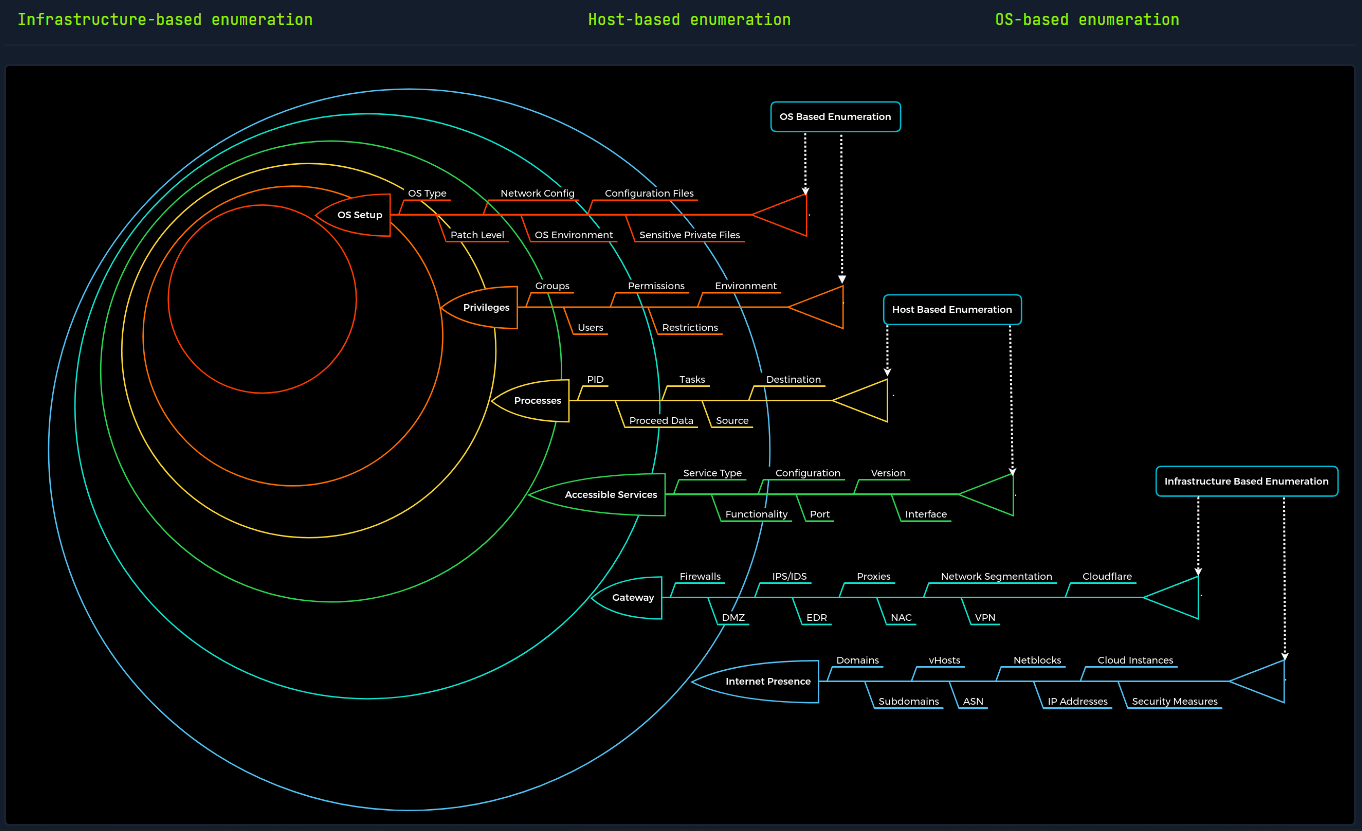 Infrastructure-based enumeration
Host-based enumeration
OS-based enumeration
OS Based Enumeration
OS Type
Network Config
Configuration Files
OS Setup
Patch Level
OS Environment
Sensitive Private Files
Groups
Permissions
Environment
Privileges
Users
Restrictions
Host Based Enumeration
PID
Tasks
Destination
Processes
Proceed Data
Source
Service Type
Configuration
Version
Accessible Services
Functionality
Port
Interface
Infrastructure Based Enumeration
Firewalls
IPS/IDS
Proxies
Network Segmentation
Cloudflare
Gateway
DMZ
EDR
NAC
VPN
Domains
vHosts
Netblocks
Cloud Instances
Internet Presence
Subdomains
ASN
IP Addresses
Security Measures